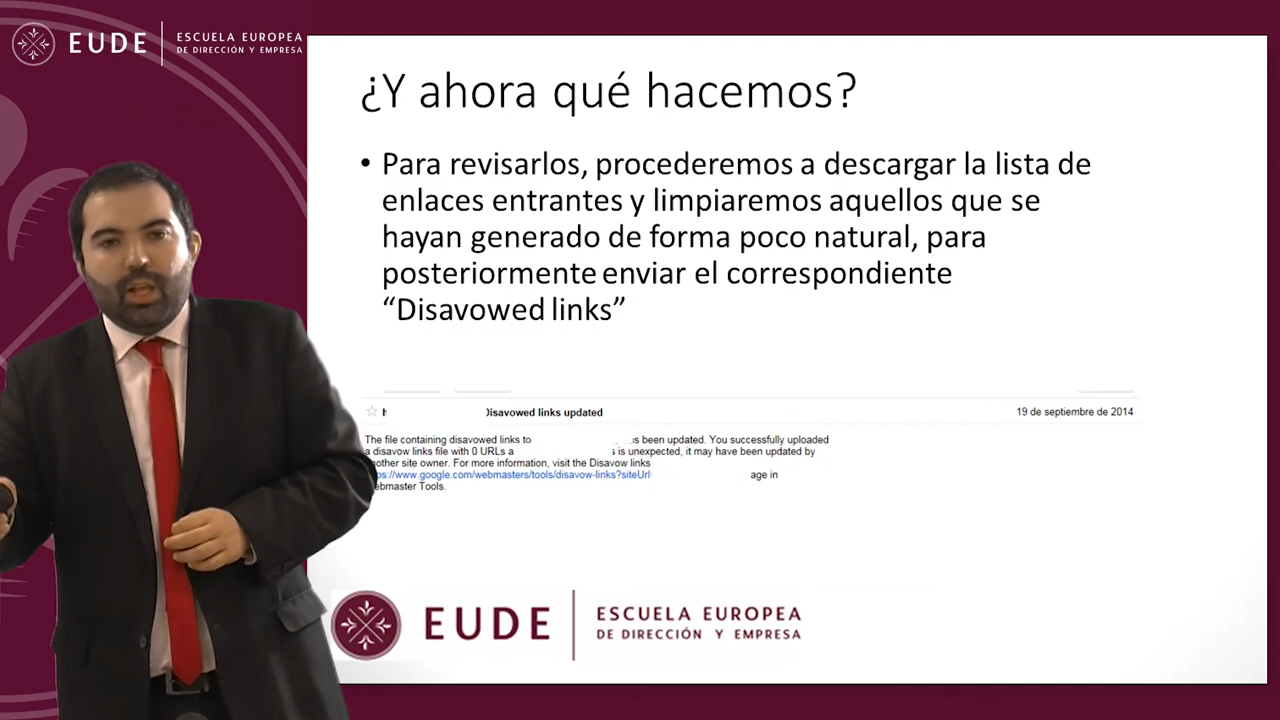 EUDE
ESCUELA EUROPEA
DE DIRECCIÓN Y EMPRESA
¿Y ahora qué hacemos?
• Para revisarlos, procederemos a descargar la lista de
enlaces entrantes y limpiaremos aquellos que se
hayan generado de forma poco natural, para
posteriormente enviar el correspondiente
“Disavowed links”
Disavowed links updated 19 de septiembre de 2014
The file containing disavowed links to is been updated. You successfully uploaded
a disavow links file with 0 URLs a s is unexpected, it may have been updated by
nother site owner. For more information, visit the Disavow links
ps://www.google.com/webmasters/tools/disavow-links?siteUrl age in
ebmaster Tools.
EUDE
ESCUELA EUROPEA
DE DIRECCIÓN Y EMPRESA